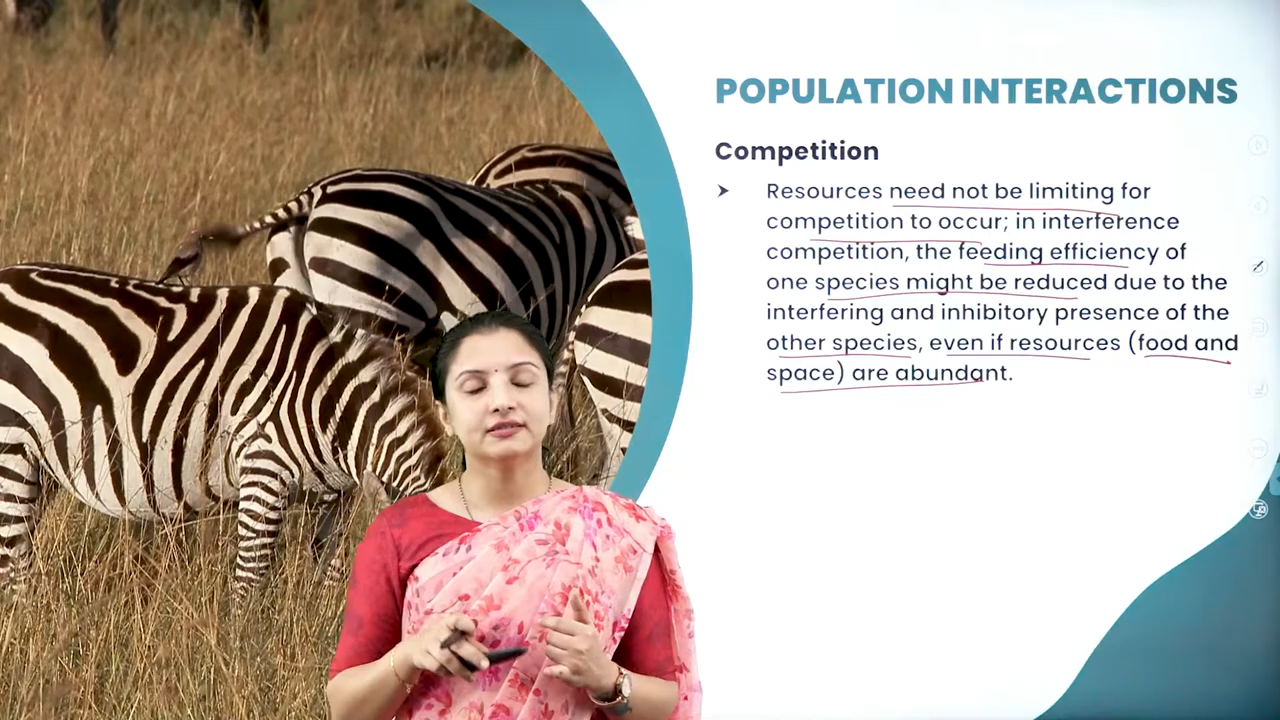 POPULATION INTERACTIONS
Competition
➤ Resources need not be limiting for
competition to occur; in interference
competition, the feeding efficiency of
one species might be reduced due to the
interfering and inhibitory presence of the
other species, even if resources (food and
space) are abundant.